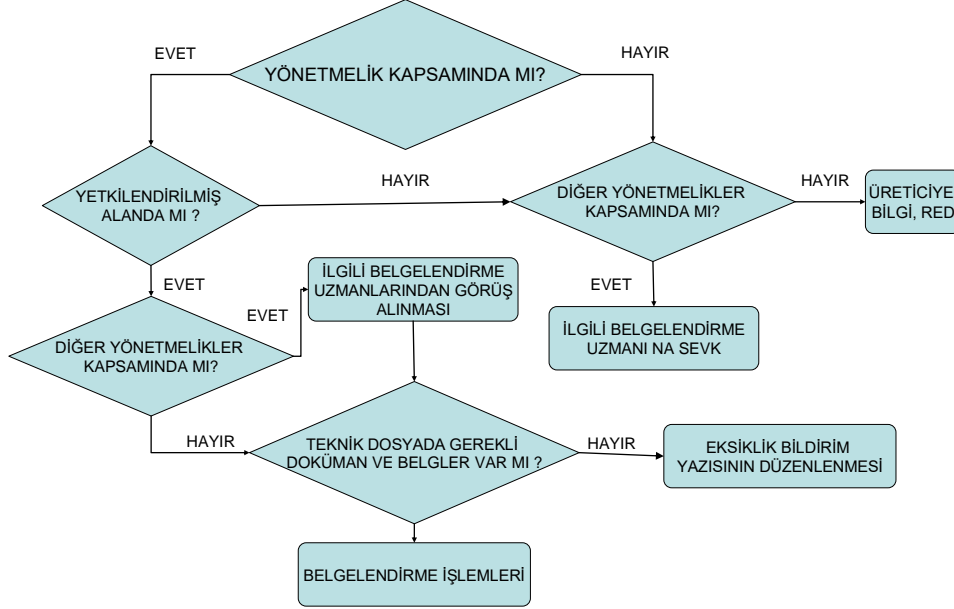 EVET
HAYIR
YÖNETMELİK KAPSAMINDA MI?
YETKİLENDİRİLMİŞ
ALANDA MI ?
HAYIR
DİĞER YÖNETMELİKLER
KAPSAMINDA MI?
HAYIR
ÜRETİCİYE
BİLGİ, RED
EVET
İLGİLİ BELGELENDİRME
UZMANLARINDAN GÖRÜŞ
ALINMASI
EVET
EVET
DİĞER YÖNETMELİKLER
KAPSAMINDA MI?
İLGİLİ BELGELENDİRME
UZMANI NA SEVK
HAYIR
TEKNİK DOSYADA GEREKLİ
DOKÜMAN VE BELGLER VAR MI ?
HAYIR
EKSİKLİK BİLDİRİM
YAZISININ DÜZENLENMESİ
BELGELENDİRME İŞLEMLERİ